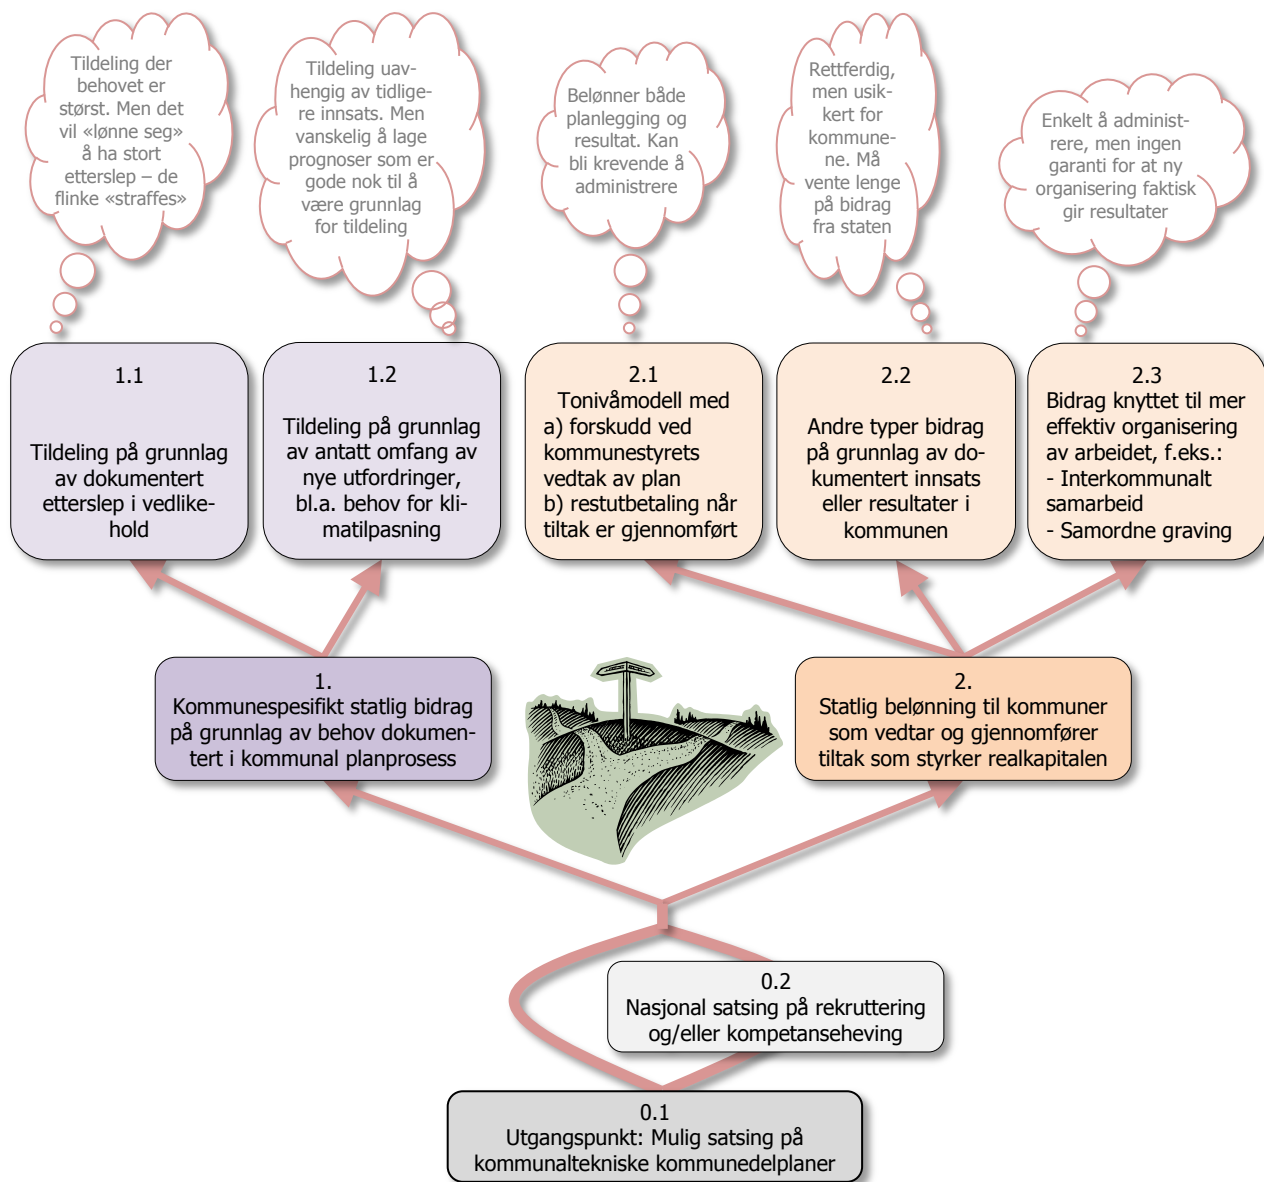 Tildeling der
behovet er
størst. Men det
vil «lønne seg»
å ha stort
etterslep – de
flinke «straffes»
Tildeling uav-
hengig av tidlige-
re innsats. Men
vanskelig å lage
prognoser som er
gode nok til å
være grunnlag
for tildeling
Belønner både
planlegging og
resultat. Kan
bli krevende å
administrere
Rettferdig,
men usik-
kert for
kommune-
ne. Må
vente lenge
på bidrag
fra staten
Enkelt å administ-
rere, men ingen
garanti for at ny
organisering faktisk
gir resultater
1.1
Tildeling på grunnlag
av dokumentert
etterslep i vedlike-
hold
1.2
Tildeling på grunnlag
av antatt omfang av
nye utfordringer,
bl.a. behov for kli-
matilpasning
2.1
Tonivåmodell med
a) forskudd ved
kommunestyrets
vedtak av plan
b) restutbetaling når
tiltak er gjennomført
2.2
Andre typer bidrag
på grunnlag av do-
kumentert innsats
eller resultater i
kommunen
2.3
Bidrag knyttet til mer
effektiv organisering
av arbeidet, f.eks.:
- Interkommunalt
samarbeid
- Samordne graving
1.
Kommunespesifikt statlig bidrag
på grunnlag av behov dokumen-
tert i kommunal planprosess
2.
Statlig belønning til kommuner
som vedtar og gjennomfører
tiltak som styrker realkapitalen
0.2
Nasjonal satsing på rekruttering
og/eller kompetanseheving
0.1
Utgangspunkt: Mulig satsing på
kommunaltekniske kommunedelplaner